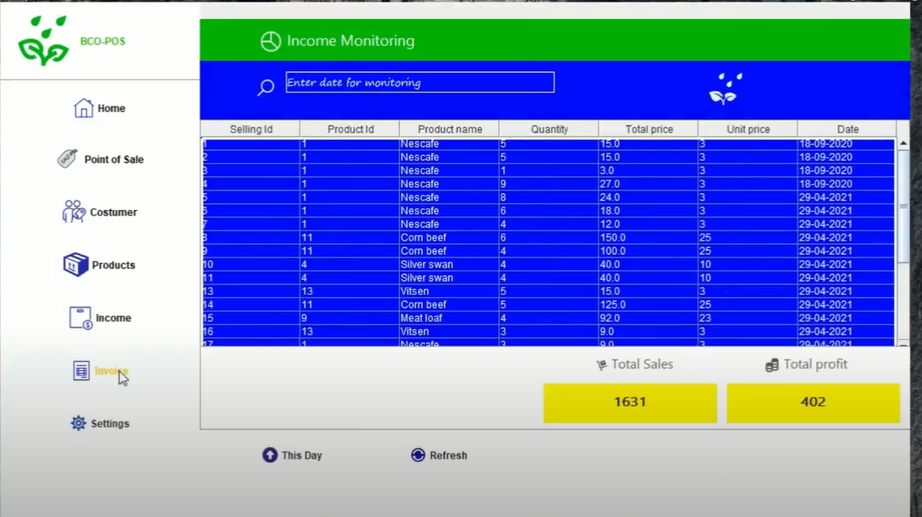 BCO-POS
Income Monitoring
Enter date for monitoring
Home
Point of Sale
Costumer
Products
Income
Invoice
Settings
Selling Id Product Id Product name Quantity Total price Unit price Date
1 1 Nescafe 5 15.0 3 18-09-2020
2 1 Nescafe 5 15.0 3 18-09-2020
3 1 Nescafe 1 3.0 3 18-09-2020
4 1 Nescafe 9 27.0 3 18-09-2020
5 1 Nescafe 8 24.0 3 29-04-2021
6 1 Nescafe 6 18.0 3 29-04-2021
7 1 Nescafe 4 12.0 3 29-04-2021
8 11 Corn beef 6 150.0 25 29-04-2021
9 11 Corn beef 4 100.0 25 29-04-2021
10 4 Silver swan 4 40.0 10 29-04-2021
11 4 Silver swan 4 40.0 10 29-04-2021
13 13 Vitsen 5 15.0 3 29-04-2021
14 11 Corn beef 5 125.0 25 29-04-2021
15 9 Meat loaf 4 92.0 23 29-04-2021
16 13 Vitsen 3 9.0 3 29-04-2021
17 1 Nescafe 3 9.0 3 29-04-2021
Total Sales Total profit
1631 402
This Day Refresh